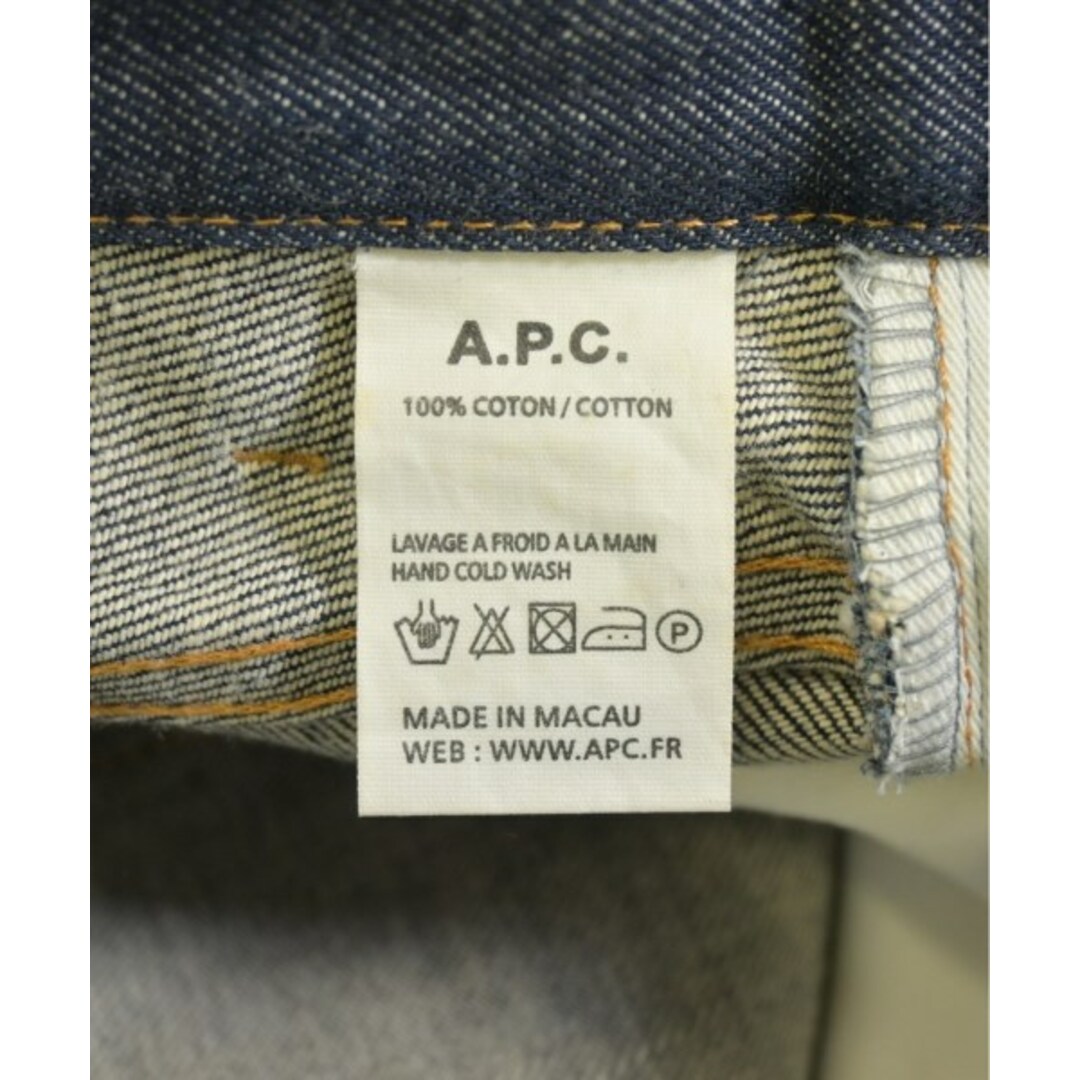 A.P.C.
100% COTON / COTTON
LAVAGE A FROID A LA MAIN
HAND COLD WASH
P
MADE IN MACAU
WEB : WWW.APC.FR